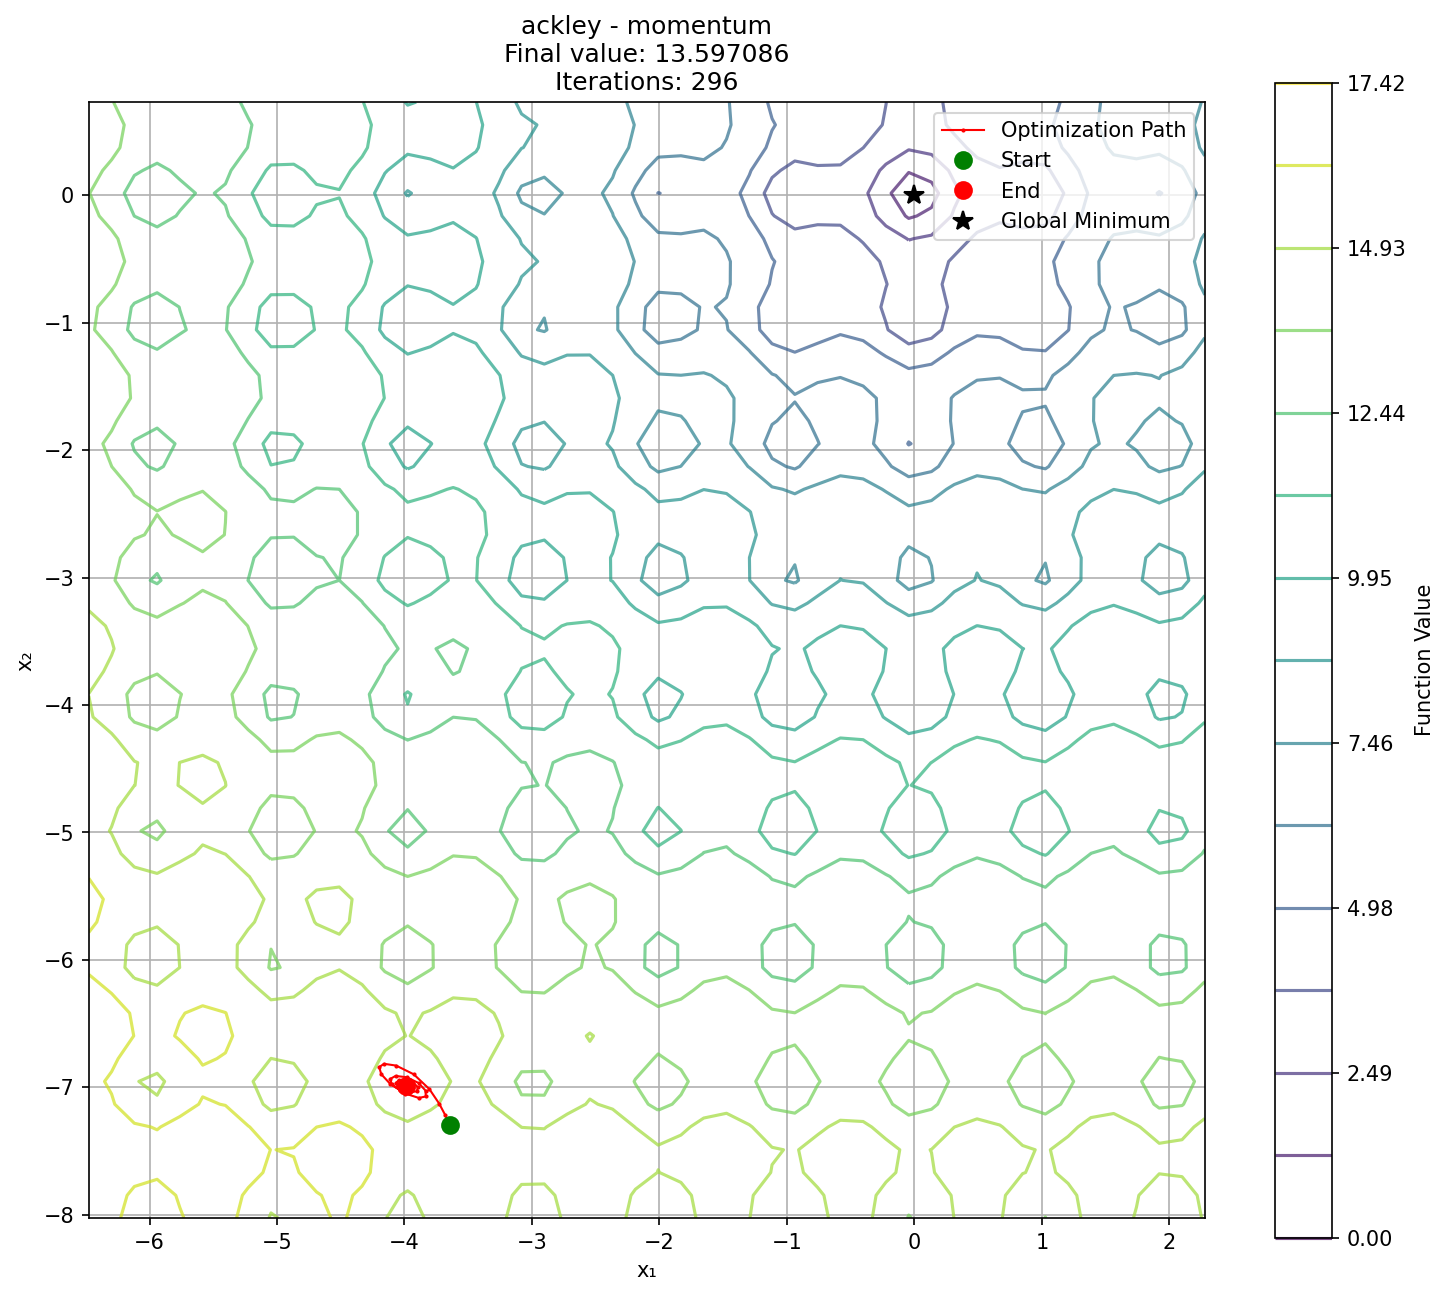 ackley - momentum
Final value: 13.597086
Iterations: 296
Optimization Path
Start
End
Global Minimum
0
−1
−2
−3
−4
−5
−6
−7
−8
x₂
−6
−5
−4
−3
−2
−1
0
1
2
x₁
17.42
14.93
12.44
9.95
7.46
4.98
2.49
0.00
Function Value